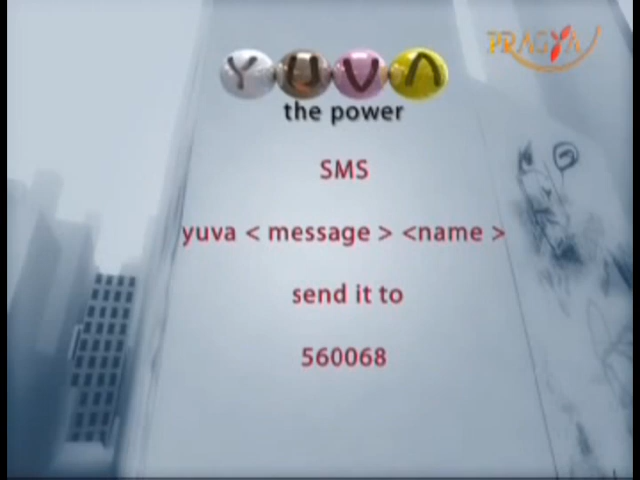 PRAGYA
YUVA
the power
SMS
yuva < message > <name >
send it to
560068